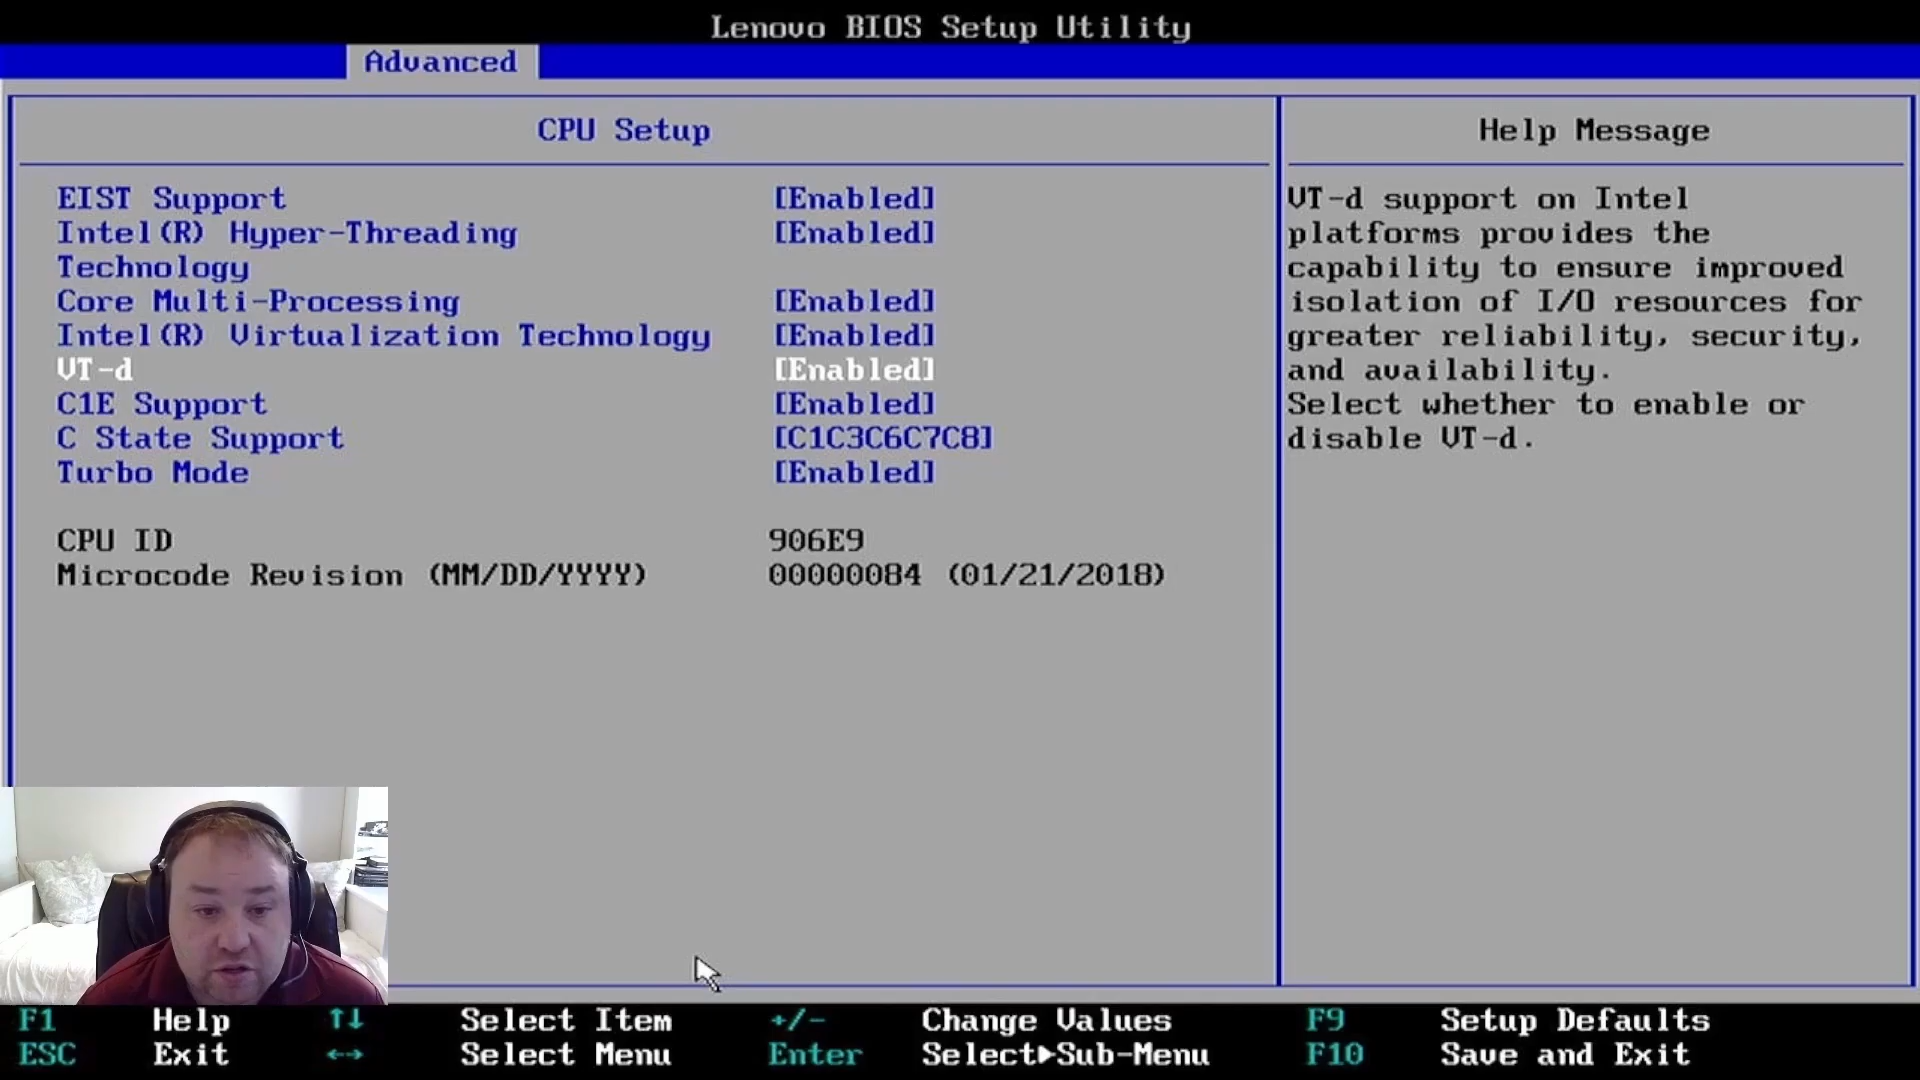 Lenovo BIOS Setup Utility
Advanced
CPU Setup
EIST Support [Enabled]
Intel(R) Hyper-Threading [Enabled]
Technology
Core Multi-Processing [Enabled]
Intel(R) Virtualization Technology [Enabled]
VT-d [Enabled]
C1E Support [Enabled]
C State Support [C1C3C6C7C8]
Turbo Mode [Enabled]
CPU ID 906E9
Microcode Revision (MM/DD/YYYY) 00000084 (01/21/2018)
Help Message
VT-d support on Intel
platforms provides the
capability to ensure improved
isolation of I/O resources for
greater reliability, security,
and availability.
Select whether to enable or
disable VT-d.
F1 Help ↑↓ Select Item +/- Change Values F9 Setup Defaults
ESC Exit ←→ Select Menu Enter Select▶Sub-Menu F10 Save and Exit